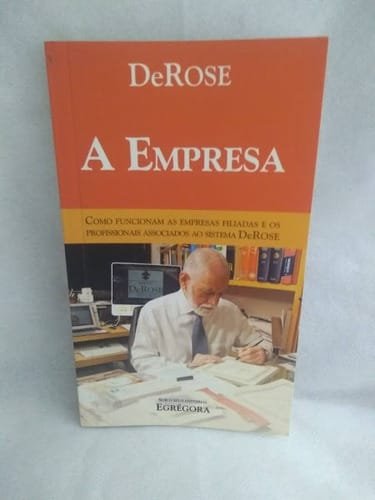 DeROSE
A EMPRESA
COMO FUNCIONAM AS EMPRESAS FILIADAS E OS
PROFISSIONAIS ASSOCIADOS AO SISTEMA DeROSE
DeROSE
EGRÉGORA